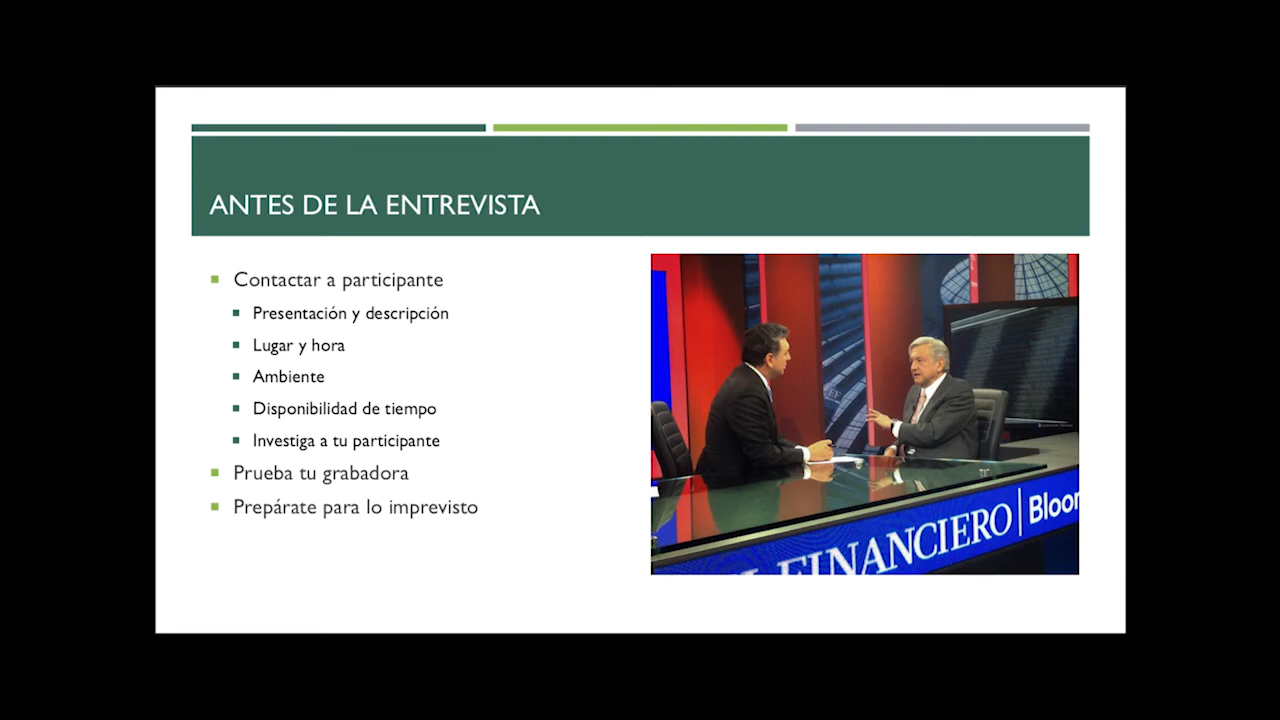 ANTES DE LA ENTREVISTA
Contactar a participante
Presentación y descripción
Lugar y hora
Ambiente
Disponibilidad de tiempo
Investiga a tu participante
Prueba tu grabadora
Prepárate para lo imprevisto
FINANCIERO | Bloom